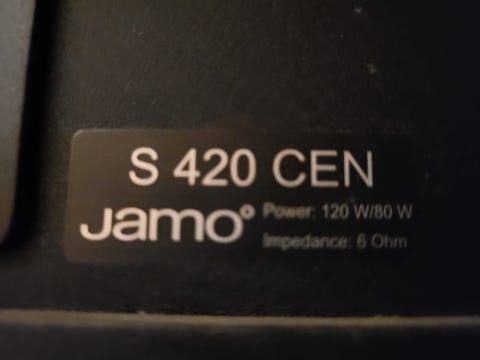 S 420 CEN
Jamo
Power: 120 W/80 W
Impedance: 6 Ohm